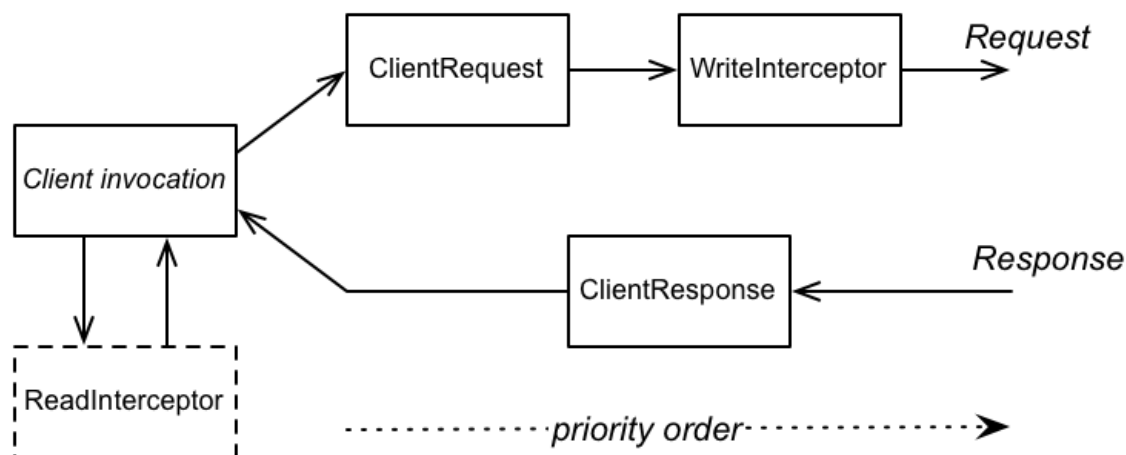 Request
ClientRequest
WriteInterceptor
Client invocation
Response
ClientResponse
ReadInterceptor
priority order